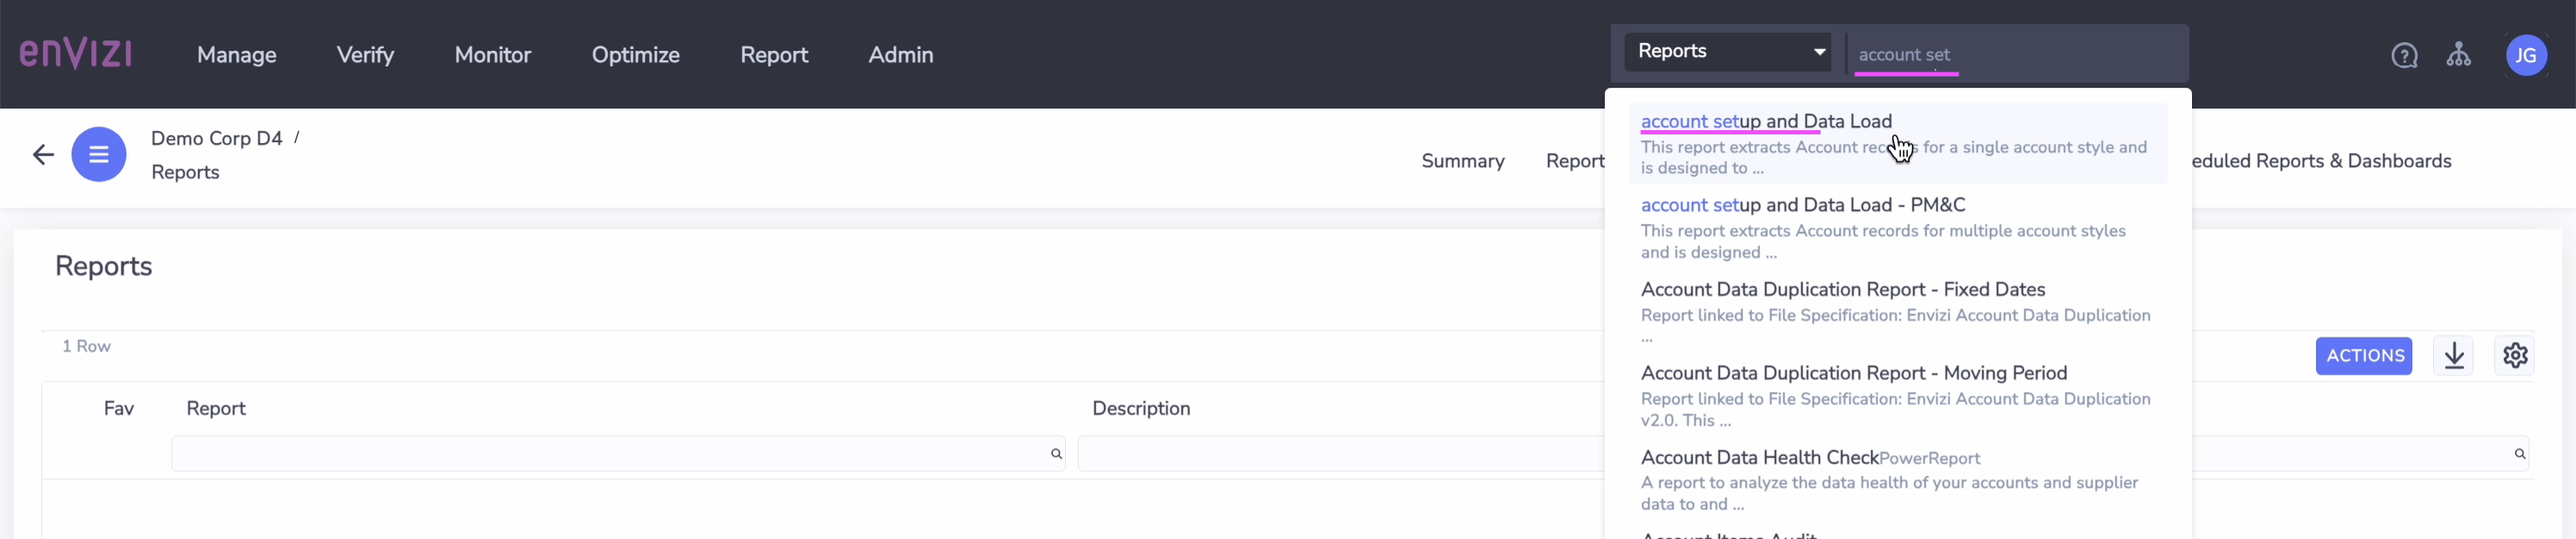 enVizi
Manage
Verify
Monitor
Optimize
Report
Admin
Reports
account set
JG
Demo Corp D4 /
Reports
Summary
Report
eduled Reports & Dashboards
account setup and Data Load
This report extracts Account records for a single account style and
is designed to ...
account setup and Data Load - PM&C
This report extracts Account records for multiple account styles
and is designed ...
Account Data Duplication Report - Fixed Dates
Report linked to File Specification: Envizi Account Data Duplication
...
Account Data Duplication Report - Moving Period
Report linked to File Specification: Envizi Account Data Duplication
v2.0. This ...
Account Data Health CheckPowerReport
A report to analyze the data health of your accounts and supplier
data to and ...
Account Items Audit
Reports
1 Row
ACTIONS
Fav
Report
Description